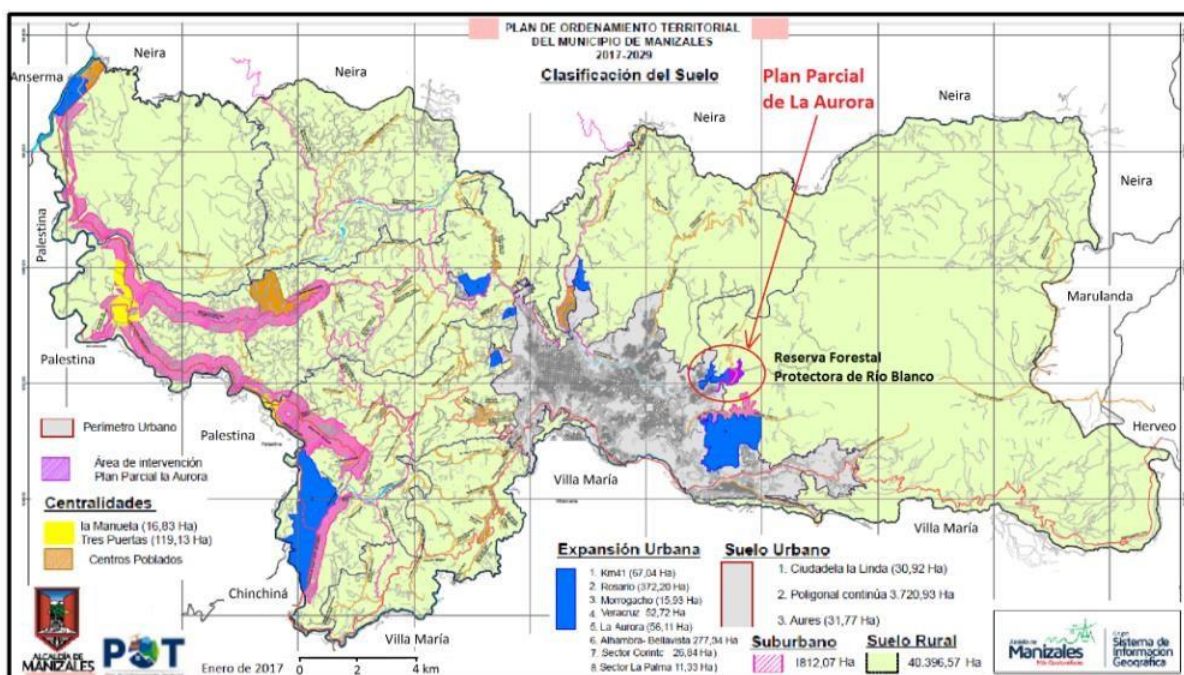 PLAN DE ORDENAMIENTO TERRITORIAL
DEL MUNICIPIO DE MANIZALES
2017-2029
Clasificación del Suelo
Plan Parcial
de La Aurora
Neira
Anserma
Neira
Neira
Neira
Neira
Palestina
Marulanda
Palestina
Reserva Forestal
Protectora de Río Blanco
Herveo
Palestina
Villa María
Villa María
Chinchiná
Villa María
Perímetro Urbano
Área de intervención
Plan Parcial la Aurora
Centralidades
la Manuela (16,83 Ha)
Tres Puertas (119,13 Ha)
Centros Poblados
ALCALDÍA DE
MANIZALES
POT
Enero de 2017
0 2 4 km
Expansión Urbana
1. Km41 (67,04 Ha)
2. Rosario (372,20 Ha)
3. Morrogacho (15,93 Ha)
4. Veracruz 52,72 Ha
5. La Aurora (56,11 Ha)
6. Alhambra- Bellavista 277,34 Ha
7. Sector Corinto 26,84 Ha)
8. Sector La Palma 11,33 Ha)
Suelo Urbano
1. Ciudadela la Linda (30,92 Ha)
2. Poligonal continúa 3.720,93 Ha
3. Aures (31,77 Ha)
Suburbano
1812,07 Ha
Suelo Rural
40.396,57 Ha
Manizales
Sistema de
Información
Geográfica